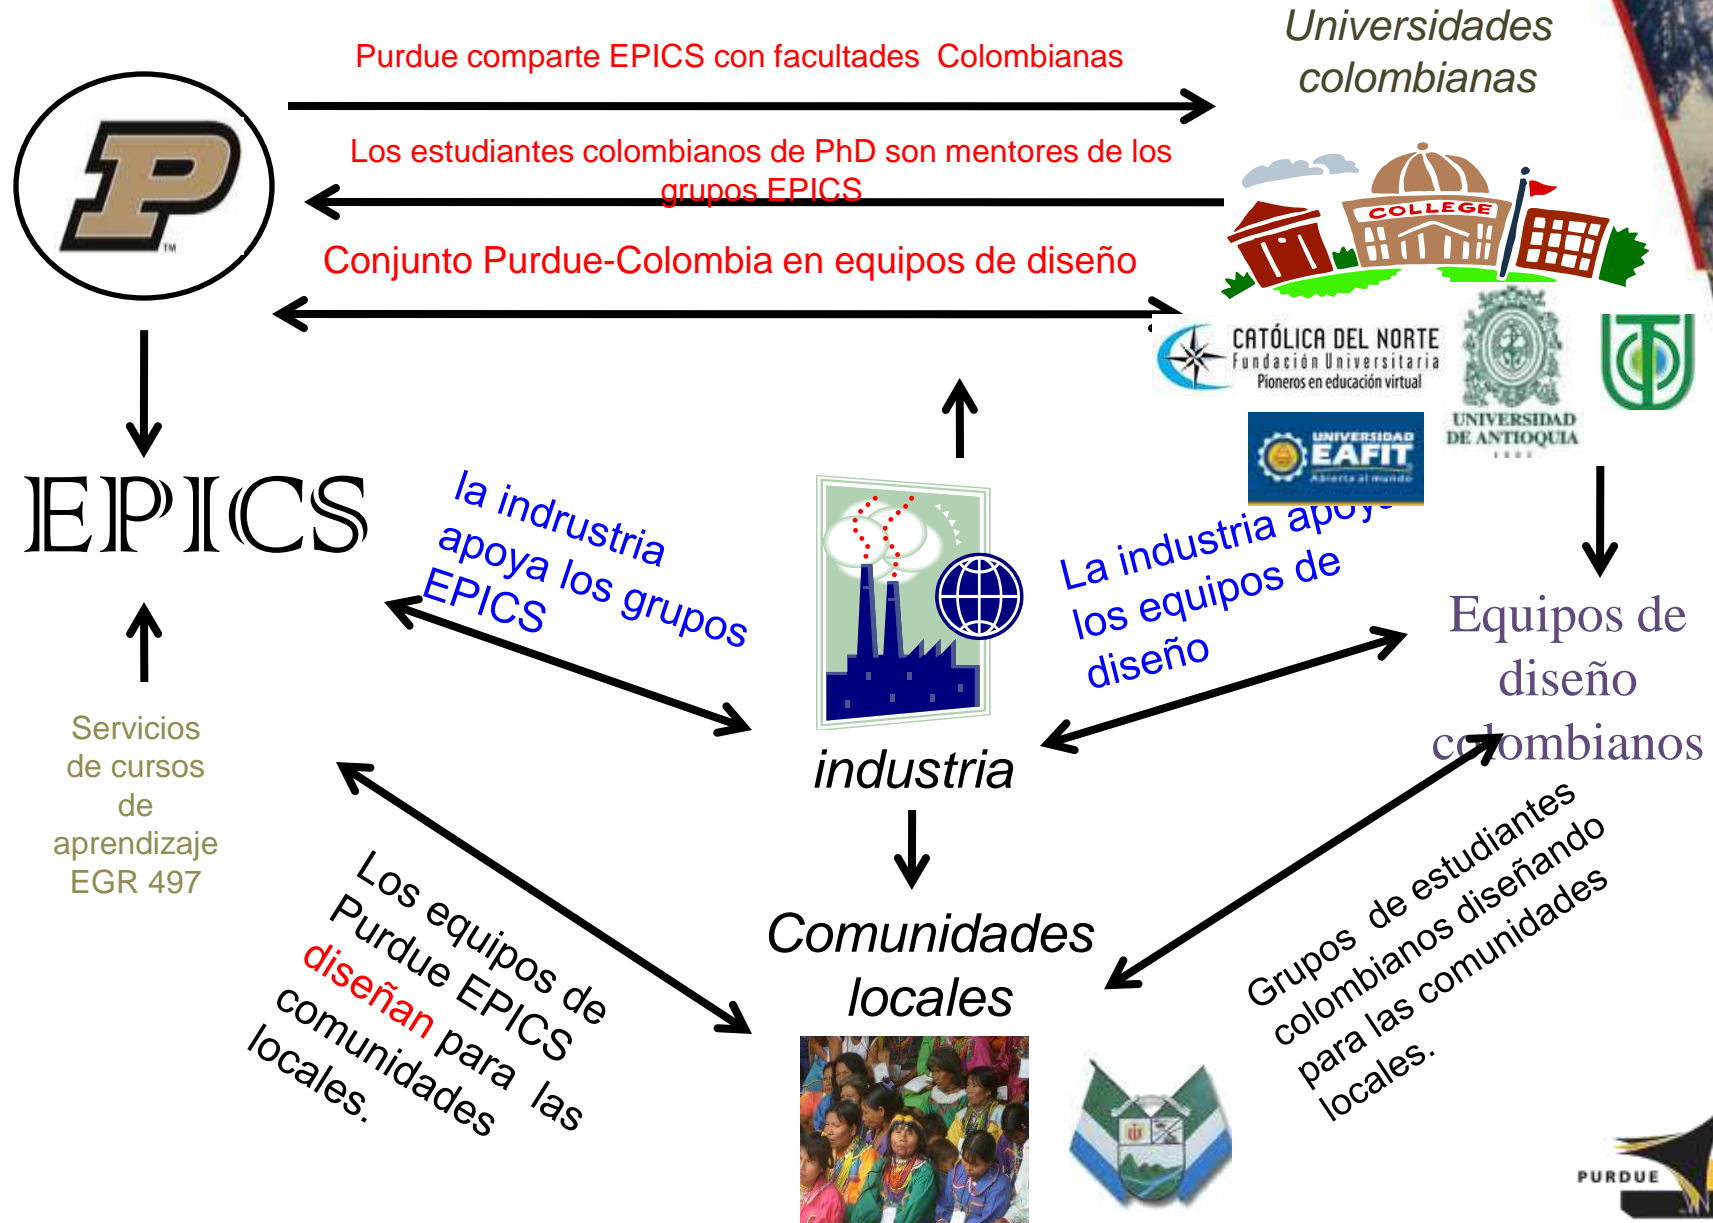 Universidades
colombianas
Purdue comparte EPICS con facultades Colombianas
Los estudiantes colombianos de PhD son mentores de los
grupos EPICS
Conjunto Purdue-Colombia en equipos de diseño
P
TM
COLLEGE
CATÓLICA DEL NORTE
Fundación Universitaria
Pioneros en educación virtual
UNIVERSIDAD
DE ANTIOQUIA
UNIVERSIDAD
EAFIT
Abierta al mundo
EPICS
la indrustria
apoya los grupos
EPICS
La industria apoya
los equipos de
diseño
Equipos de
diseño
colombianos
industria
Servicios
de cursos
de
aprendizaje
EGR 497
Comunidades
locales
Los equipos de
Purdue EPICS
diseñan para las
comunidades
locales.
Grupos de estudiantes
colombianos diseñando
para las comunidades
locales.
PURDUE